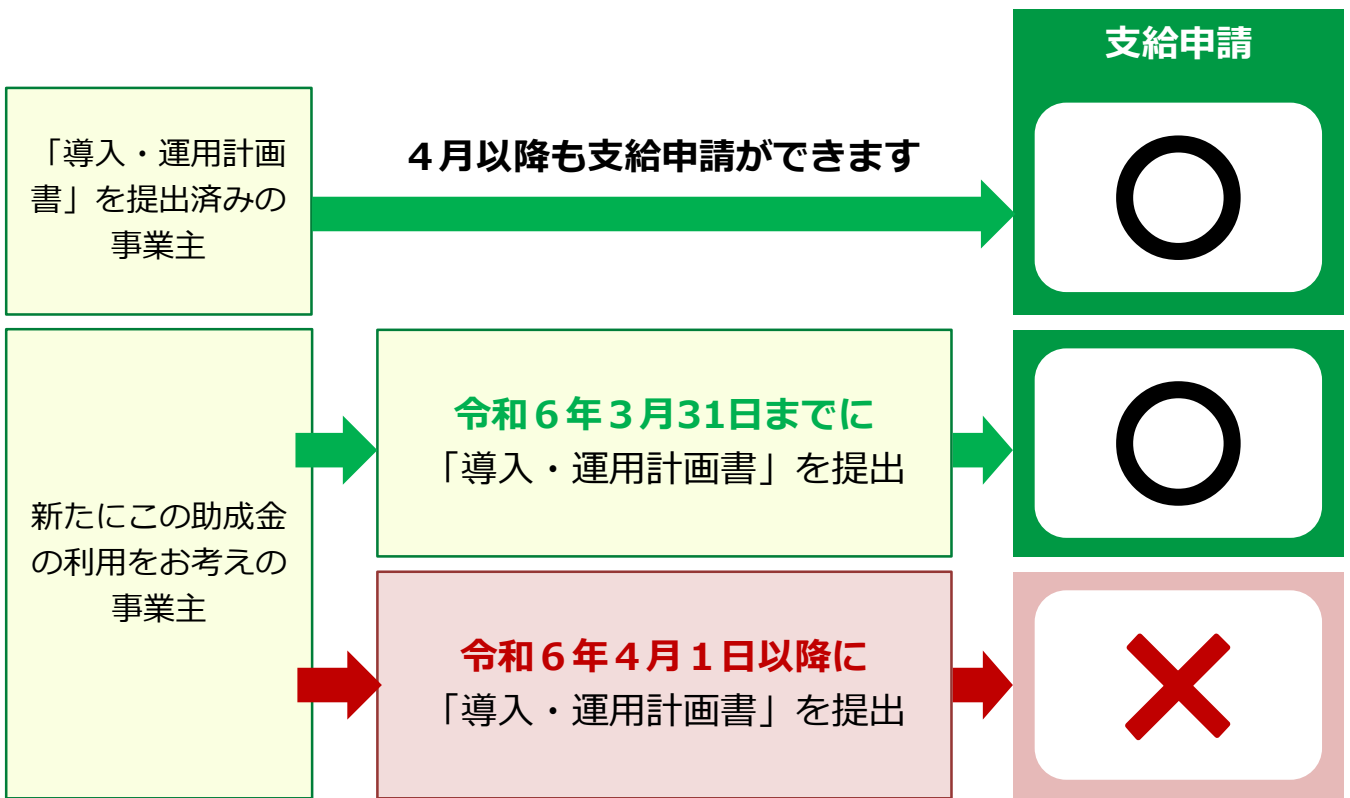 支給申請
「導入・運用計画
書」を提出済みの
事業主
４月以降も支給申請ができます
新たにこの助成金
の利用をお考えの
事業主
令和６年３月31日までに
「導入・運用計画書」を提出
令和６年４月１日以降に
「導入・運用計画書」を提出